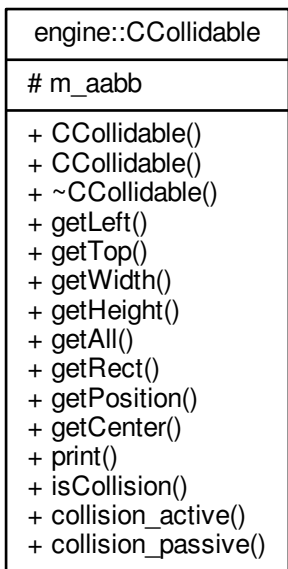 engine::CCollidable
# m_aabb
+ CCollidable()
+ CCollidable()
+ ~CCollidable()
+ getLeft()
+ getTop()
+ getWidth()
+ getHeight()
+ getAll()
+ getRect()
+ getPosition()
+ getCenter()
+ print()
+ isCollision()
+ collision_active()
+ collision_passive()